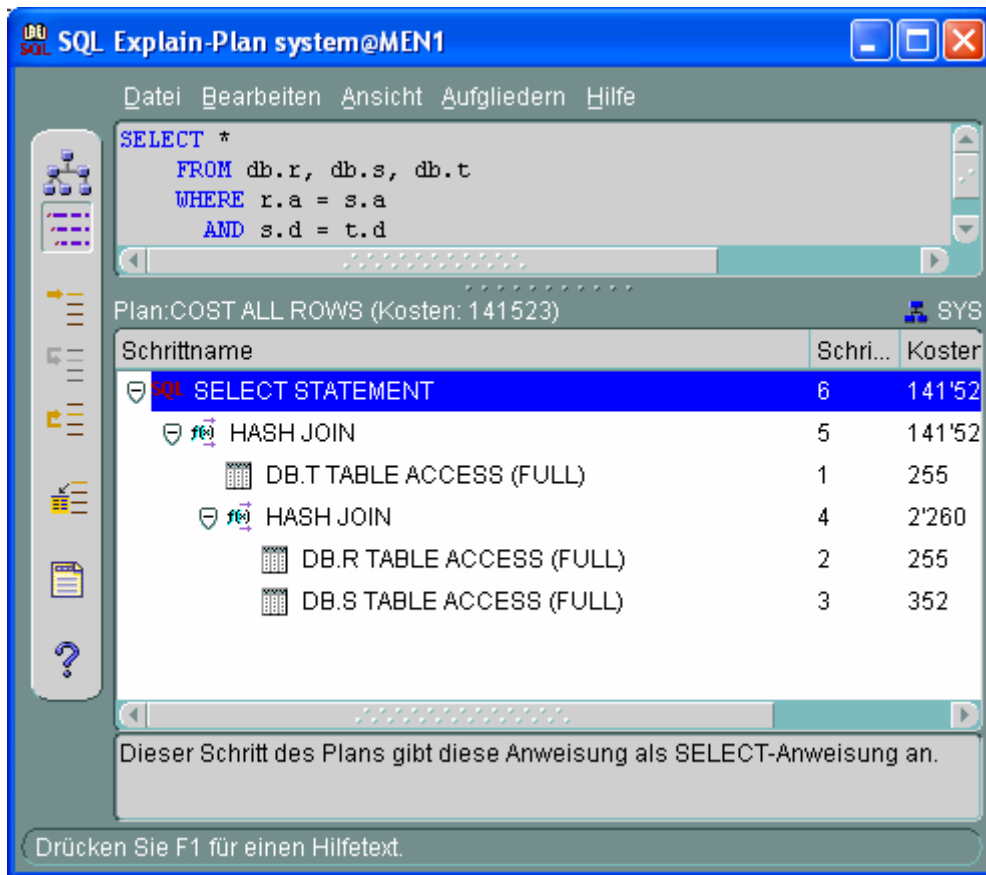 SQL Explain-Plan system@MEN1
Datei Bearbeiten Ansicht Aufgliedern Hilfe
SELECT *
FROM db.r, db.s, db.t
WHERE r.a = s.a
AND s.d = t.d
Plan:COST ALL ROWS (Kosten: 141523) SYS
Schrittname Schri... Koster
SQL SELECT STATEMENT 6 141'52
f(x) HASH JOIN 5 141'52
DB.T TABLE ACCESS (FULL) 1 255
f(x) HASH JOIN 4 2'260
DB.R TABLE ACCESS (FULL) 2 255
DB.S TABLE ACCESS (FULL) 3 352
Dieser Schritt des Plans gibt diese Anweisung als SELECT-Anweisung an.
Drücken Sie F1 für einen Hilfetext.